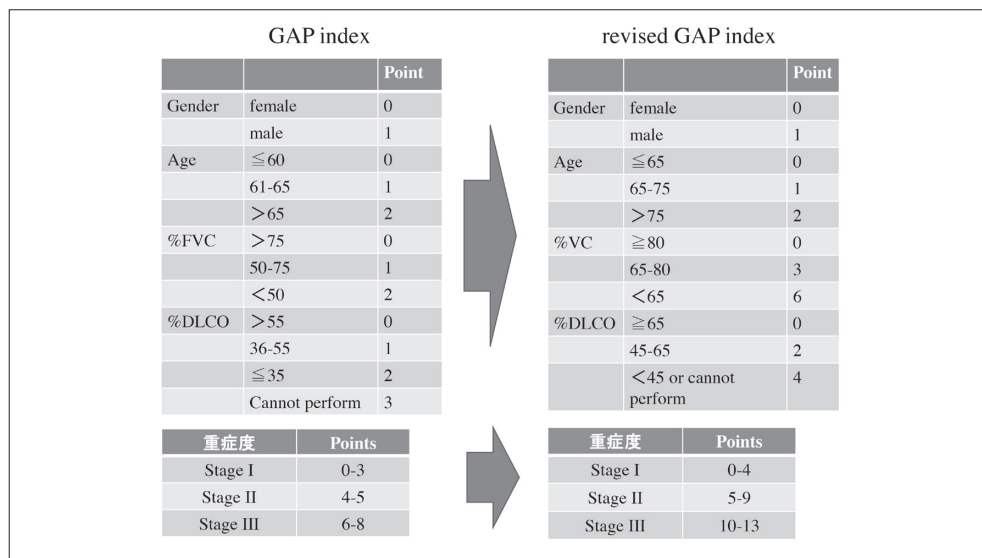 GAP index
Point
Gender female 0
male 1
Age ≦60 0
61-65 1
＞65 2
%FVC ＞75 0
50-75 1
＜50 2
%DLCO ＞55 0
36-55 1
≦35 2
Cannot perform 3
重症度 Points
Stage I 0-3
Stage II 4-5
Stage III 6-8
revised GAP index
Point
Gender female 0
male 1
Age ≦65 0
65-75 1
＞75 2
%VC ≧80 0
65-80 3
＜65 6
%DLCO ≧65 0
45-65 2
＜45 or cannot 4
perform
重症度 Points
Stage I 0-4
Stage II 5-9
Stage III 10-13